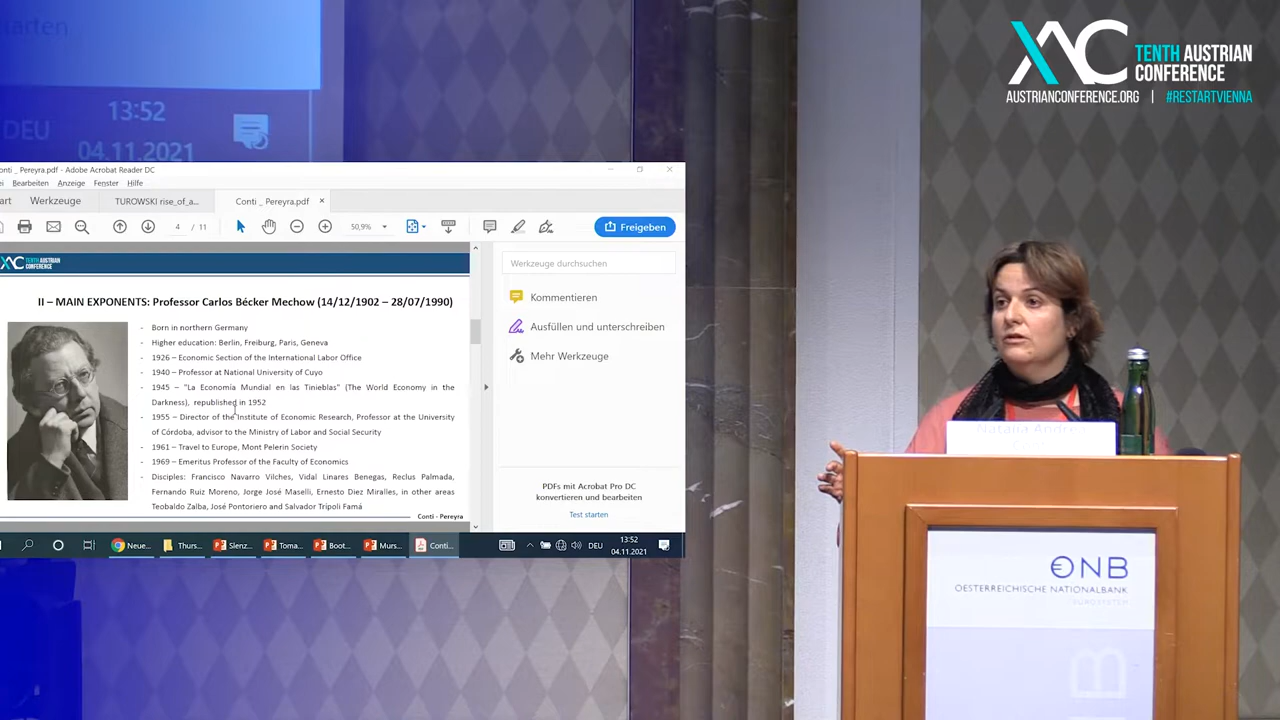 arten
13:52
DEU
04.11.2021
XAC TENTH AUSTRIAN
CONFERENCE
AUSTRIANCONFERENCE.ORG | #RESTARTVIENNA
onti _ Pereyra.pdf - Adobe Acrobat Reader DC
ei Bearbeiten Anzeige Fenster Hilfe
art Werkzeuge TUROWSKI rise_of_a... Conti _ Pereyra.pdf ×
4 / 11 50,9% Freigeben
XAC TENTH AUSTRIAN
CONFERENCE
II – MAIN EXPONENTS: Professor Carlos Bécker Mechow (14/12/1902 – 28/07/1990)
- Born in northern Germany
- Higher education: Berlin, Freiburg, Paris, Geneva
- 1926 – Economic Section of the International Labor Office
- 1940 – Professor at National University of Cuyo
- 1945 – "La Economía Mundial en las Tinieblas" (The World Economy in the
Darkness), republished in 1952
- 1955 – Director of the Institute of Economic Research, Professor at the University
of Córdoba, advisor to the Ministry of Labor and Social Security
- 1961 – Travel to Europe, Mont Pelerin Society
- 1969 – Emeritus Professor of the Faculty of Economics
- Disciples: Francisco Navarro Vilches, Vidal Linares Benegas, Reclus Palmada,
Fernando Ruiz Moreno, Jorge José Maselli, Ernesto Diez Miralles, in other areas
Teobaldo Zalba, José Pontoriero and Salvador Trípoli Famá
Conti - Pereyra
Werkzeuge durchsuchen
Kommentieren
Ausfüllen und unterschreiben
Mehr Werkzeuge
PDFs mit Acrobat Pro DC
konvertieren und bearbeiten
Test starten
Neue... Thurs... Slenz... Toma... Boot... Murs... Conti... DEU 13:52
04.11.2021
€ONB
OESTERREICHISCHE NATIONALBANK
EUROSYSTEM